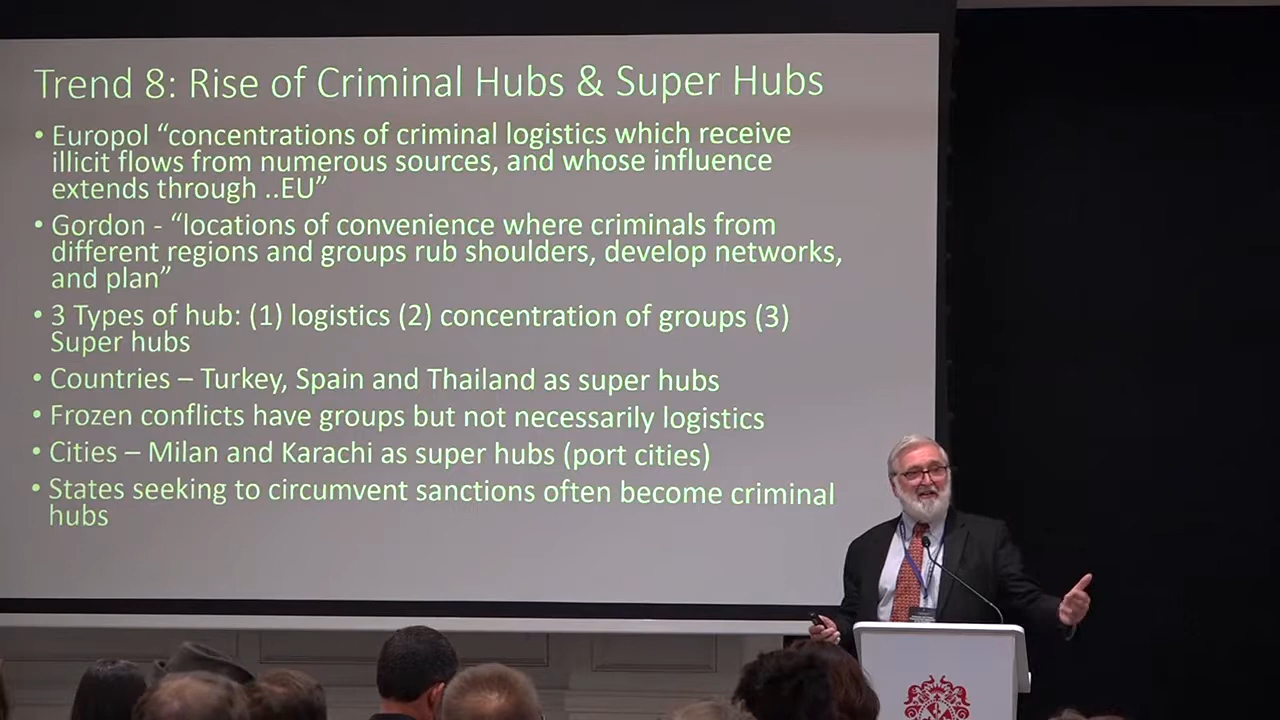 Trend 8: Rise of Criminal Hubs & Super Hubs
• Europol “concentrations of criminal logistics which receive
illicit flows from numerous sources, and whose influence
extends through ..EU”
• Gordon - “locations of convenience where criminals from
different regions and groups rub shoulders, develop networks,
and plan”
• 3 Types of hub: (1) logistics (2) concentration of groups (3)
Super hubs
• Countries – Turkey, Spain and Thailand as super hubs
• Frozen conflicts have groups but not necessarily logistics
• Cities – Milan and Karachi as super hubs (port cities)
• States seeking to circumvent sanctions often become criminal
hubs